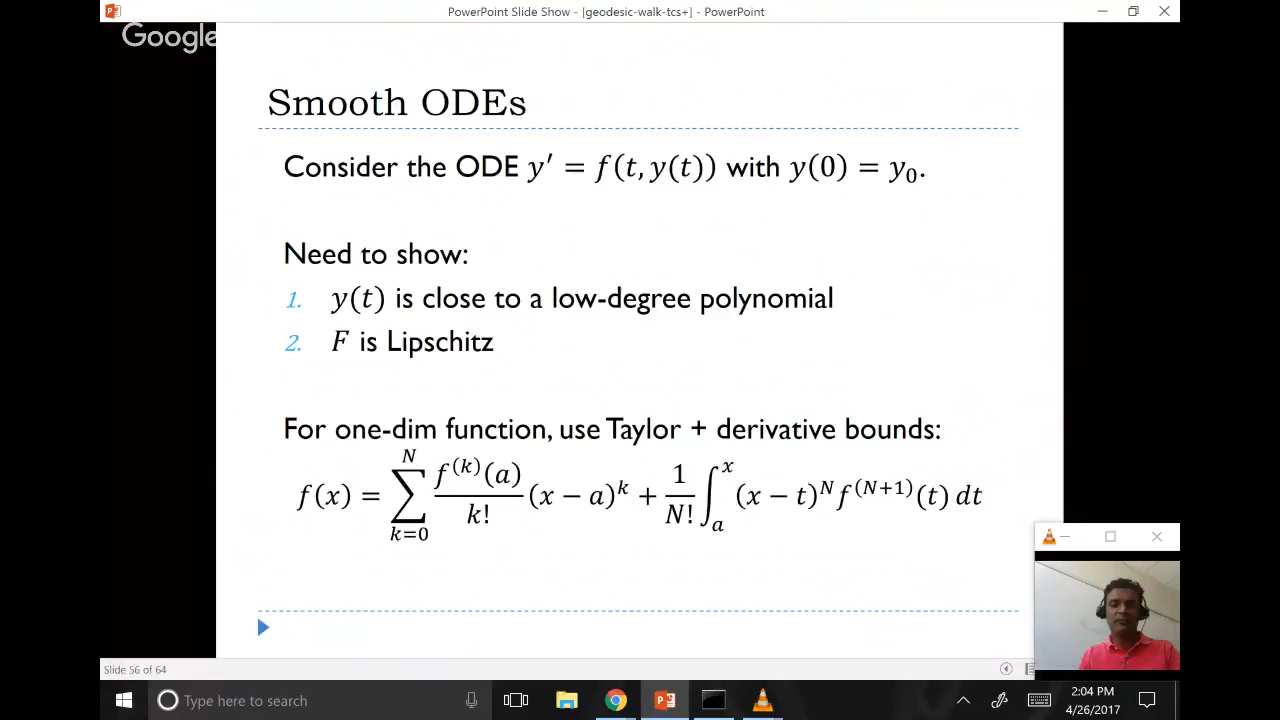 PowerPoint Slide Show - [geodesic-walk-tcs+] - PowerPoint
Google
Smooth ODEs
Consider the ODE y′ = f(t, y(t)) with y(0) = y₀.
Need to show:
1. y(t) is close to a low-degree polynomial
2. F is Lipschitz
For one-dim function, use Taylor + derivative bounds:
f(x) = ∑_{k=0}^{N} \frac{f^{(k)}(a)}{k!} (x − a)^k + \frac{1}{N!} ∫_a^x (x − t)^N f^{(N+1)}(t) dt
Slide 56 of 64
Type here to search
2:04 PM
4/26/2017